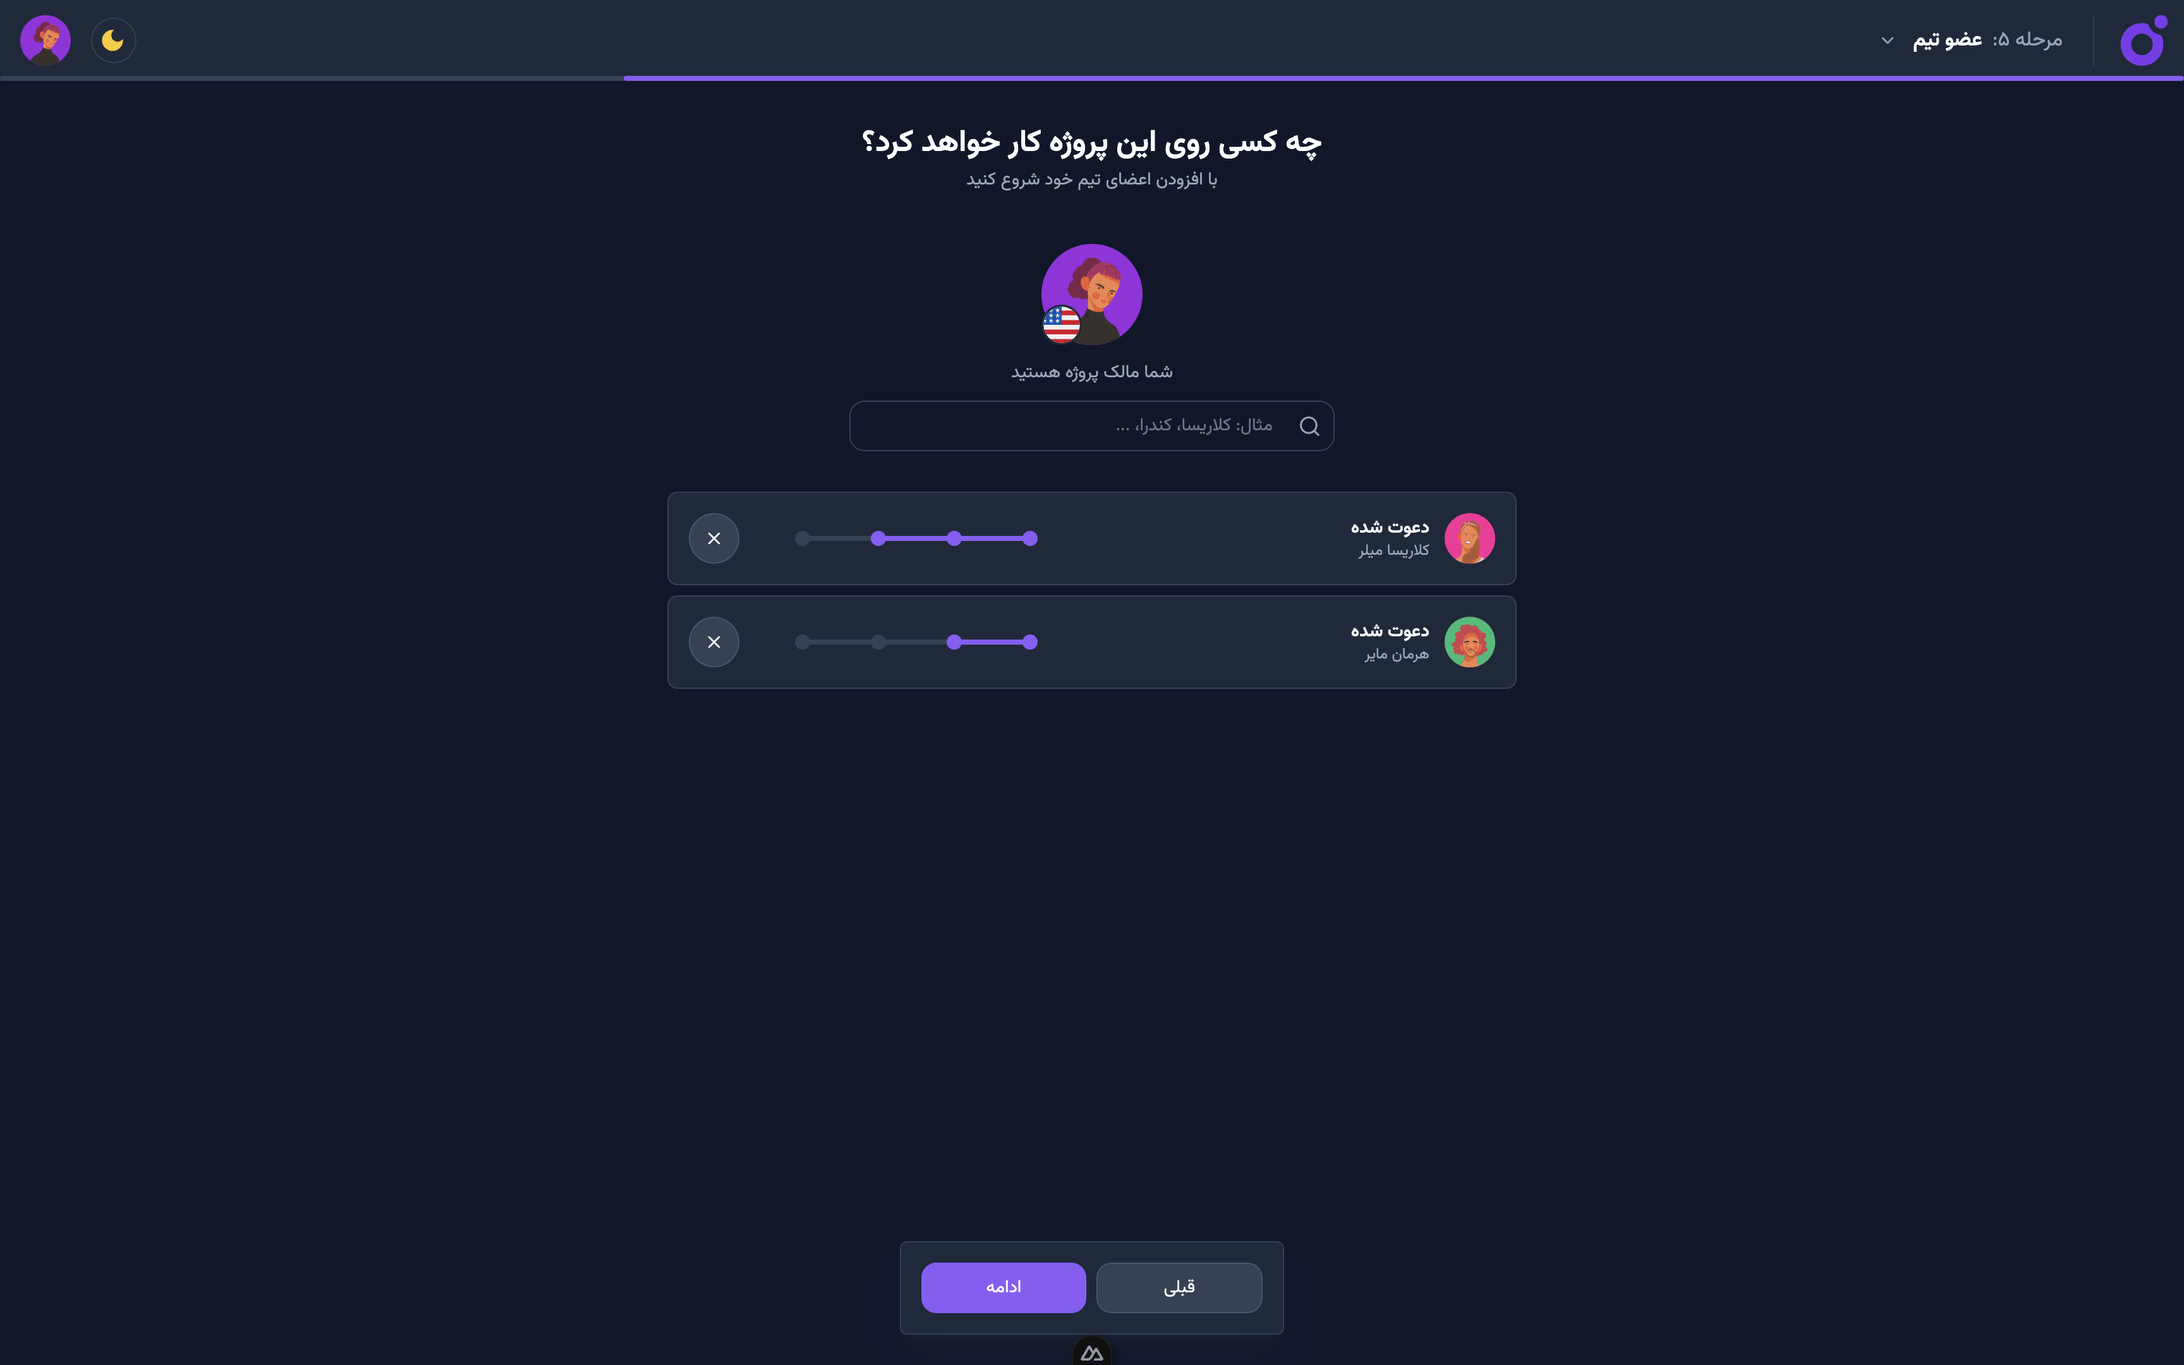 مرحله ۵: عضو تیم
چه کسی روی این پروژه کار خواهد کرد؟
با افزودن اعضای تیم خود شروع کنید
شما مالک پروژه هستید
مثال: کلاریسا، کندرا، ...
دعوت شده
کلاریسا میلر
دعوت شده
هرمان مایر
قبلی
ادامه